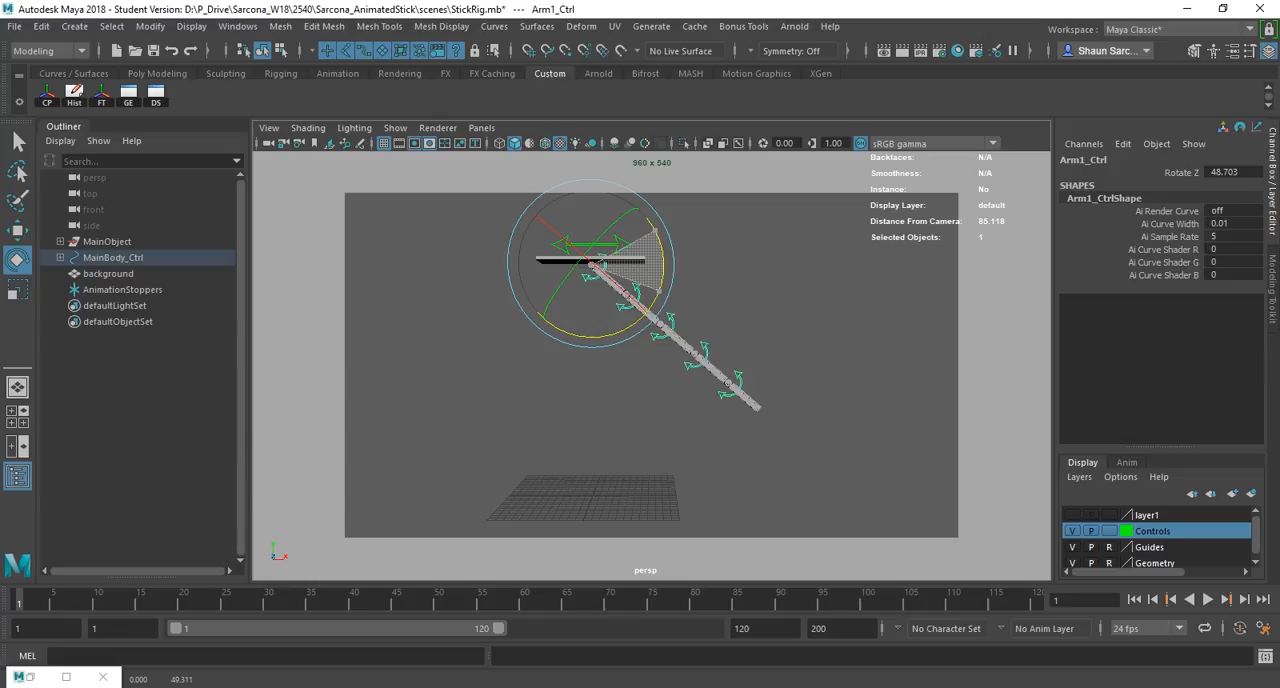 Autodesk Maya 2018 - Student Version: D:\P_Drive\Sarcona_W18\2540\Sarcona_AnimatedStick\scenes\StickRig.mb* --- Arm1_Ctrl
File Edit Create Select Modify Display Windows Mesh Edit Mesh Mesh Tools Mesh Display Curves Surfaces Deform UV Generate Cache Bonus Tools Arnold Help
Workspace: Maya Classic*
Modeling No Live Surface Symmetry: Off Shaun Sarc...
Curves / Surfaces Poly Modeling Sculpting Rigging Animation Rendering FX FX Caching Custom Arnold Bifrost MASH Motion Graphics XGen
CP Hist FT GE DS
Outliner
Display Show Help
Search...
persp
top
front
side
MainObject
MainBody_Ctrl
background
AnimationStoppers
defaultLightSet
defaultObjectSet
View Shading Lighting Show Renderer Panels
0.00 1.00 sRGB gamma
960 x 540
Backfaces: N/A
Smoothness: N/A
Instance: No
Display Layer: default
Distance From Camera: 85.118
Selected Objects: 1
persp
Channels Edit Object Show
Arm1_Ctrl
Rotate Z 48.703
SHAPES
Arm1_CtrlShape
Ai Render Curve off
Ai Curve Width 0.01
Ai Sample Rate 5
Ai Curve Shader R 0
Ai Curve Shader G 0
Ai Curve Shader B 0
Channel Box / Layer Editor
Modeling Toolkit
Display Anim
Layers Options Help
layer1
V P Controls
V P R Guides
V P R Geometry
1 5 10 15 20 25 30 35 40 45 50 55 60 65 70 75 80 85 90 95 100 105 110 115 12
1
1 1 1 120 120 200 No Character Set No Anim Layer 24 fps
MEL
0.000 49.311